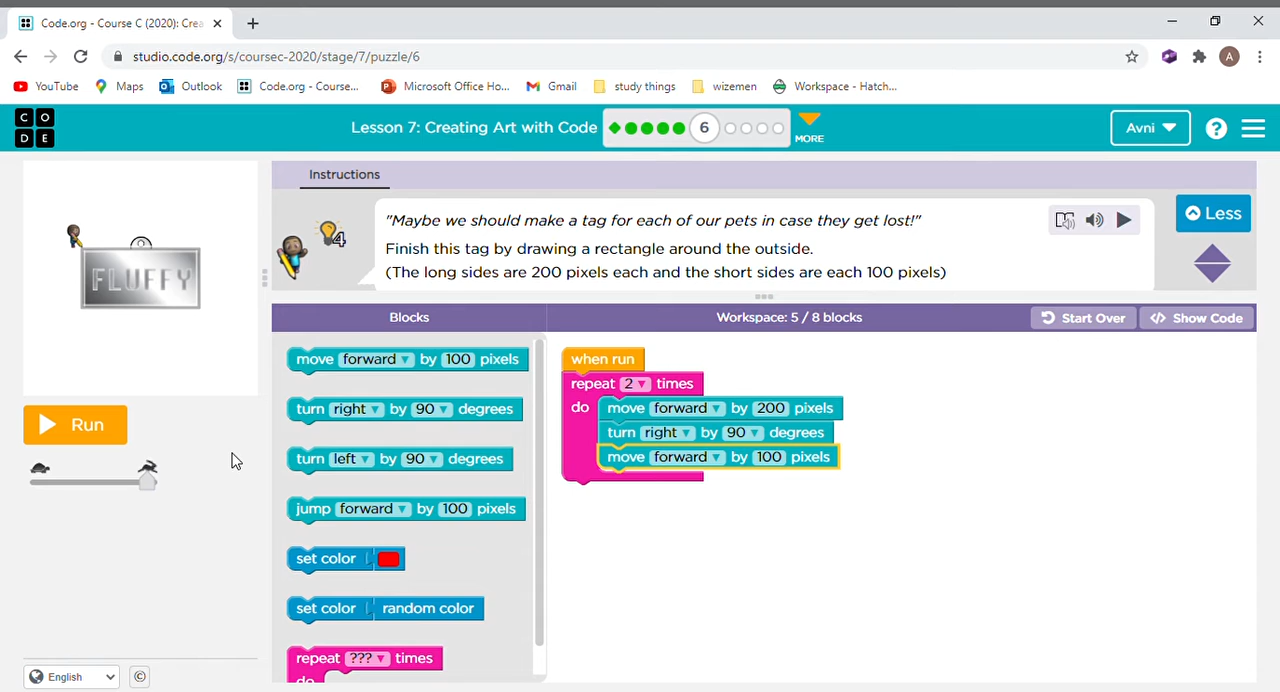 Code.org - Course C (2020): Crea
studio.code.org/s/coursec-2020/stage/7/puzzle/6
A
YouTube Maps Outlook Code.org - Course... Microsoft Office Ho... Gmail study things wizemen Workspace - Hatch...
CODE
Lesson 7: Creating Art with Code 6 MORE Avni ?
Instructions
4
"Maybe we should make a tag for each of our pets in case they get lost!"
Finish this tag by drawing a rectangle around the outside.
(The long sides are 200 pixels each and the short sides are each 100 pixels)
Less
FLUFFY
Run
Blocks
Workspace: 5 / 8 blocks
Start Over
</> Show Code
move forward by 100 pixels
turn right by 90 degrees
turn left by 90 degrees
jump forward by 100 pixels
set color
set color random color
repeat ??? times
do
when run
repeat 2 times
do move forward by 200 pixels
turn right by 90 degrees
move forward by 100 pixels
English ©